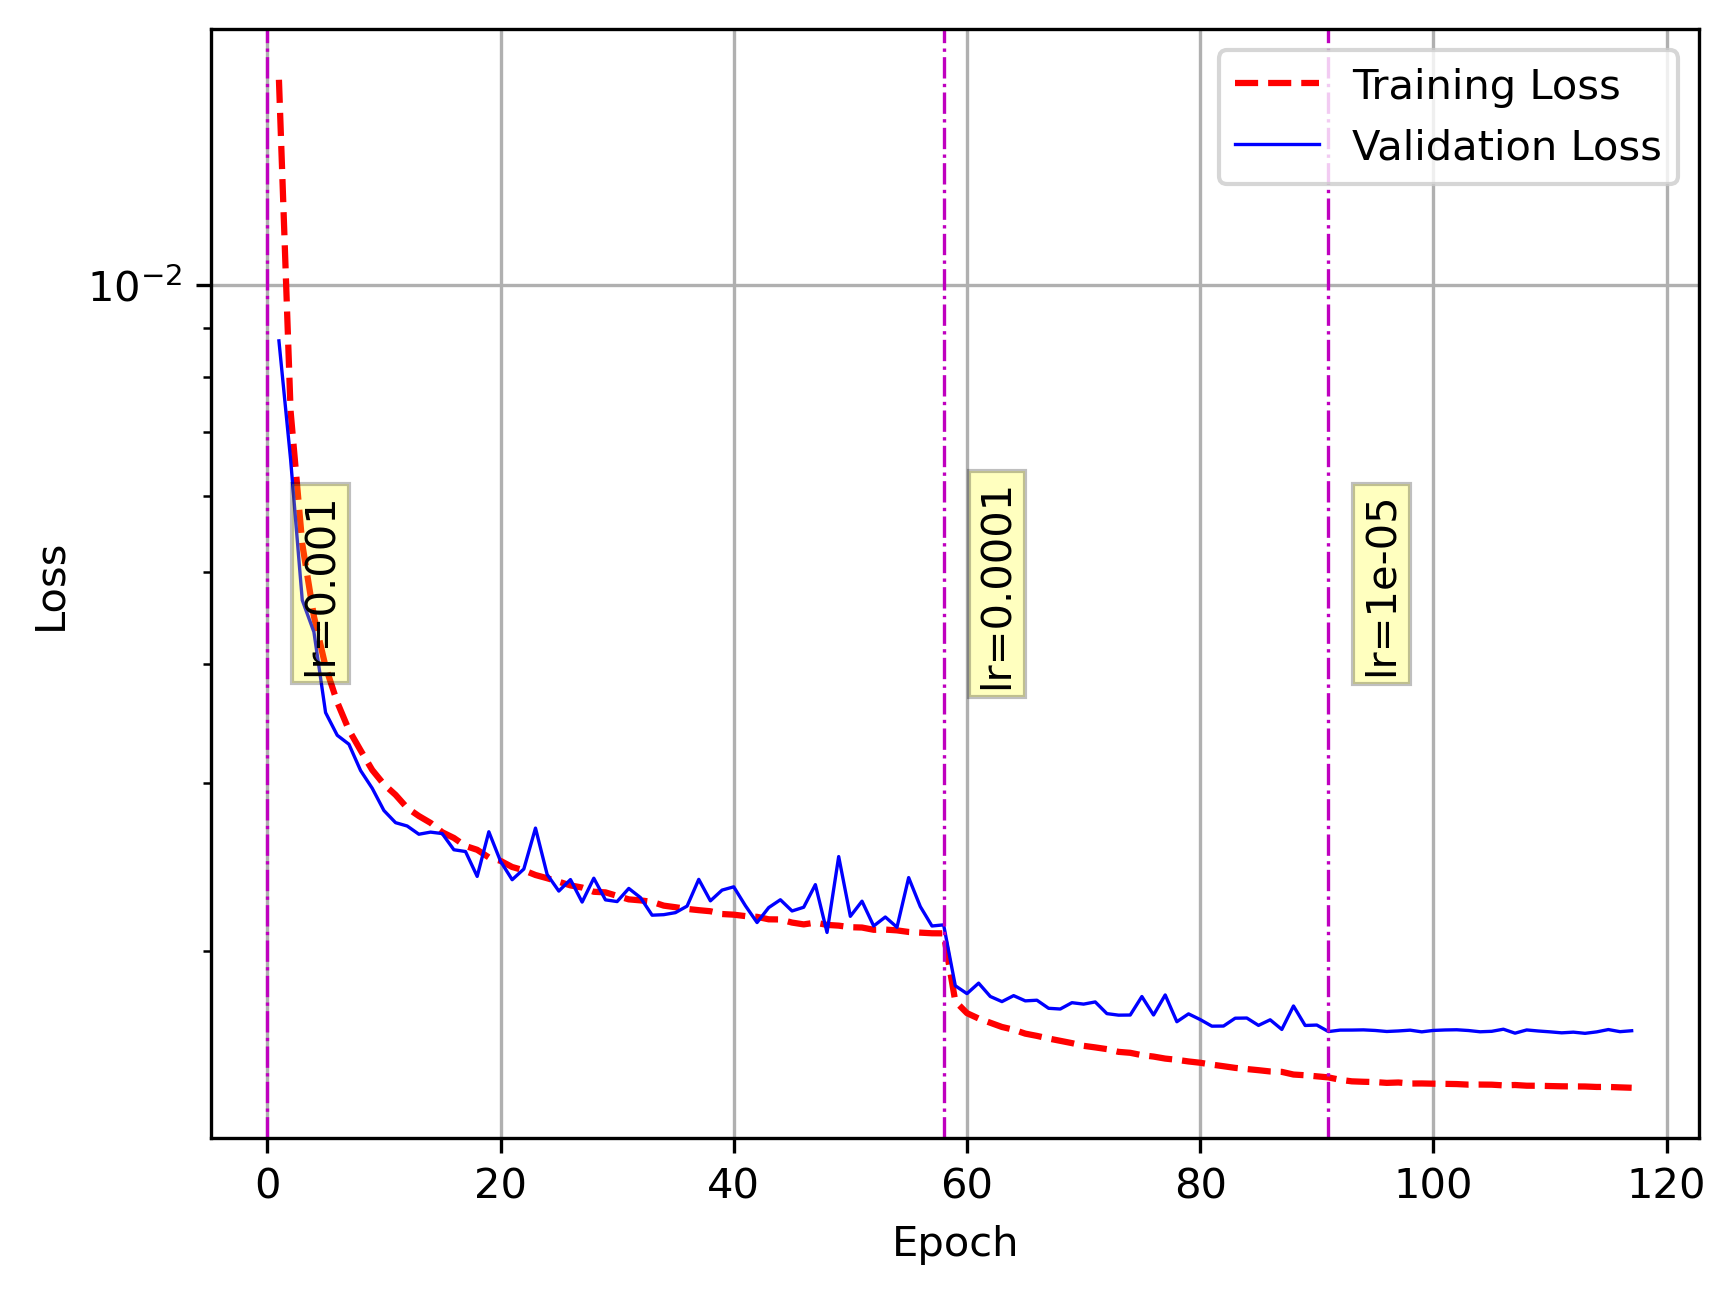 Training Loss
Validation Loss
10⁻²
Loss
lr=0.001
lr=0.0001
lr=1e-05
0 20 40 60 80 100 120
Epoch